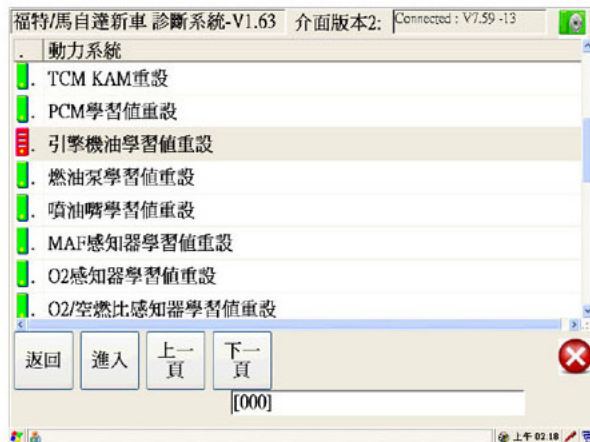 福特/馬自達新車 診斷系統-V1.63 介面版本2: Connected : V7.59 -13
. 動力系統
. TCM KAM重設
. PCM學習值重設
. 引擎機油學習值重設
. 燃油泵學習值重設
. 噴油嘴學習值重設
. MAF感知器學習值重設
. O2感知器學習值重設
. O2/空燃比感知器學習值重設
返回 進入 上一頁 下一頁
[000]
上午 02:18